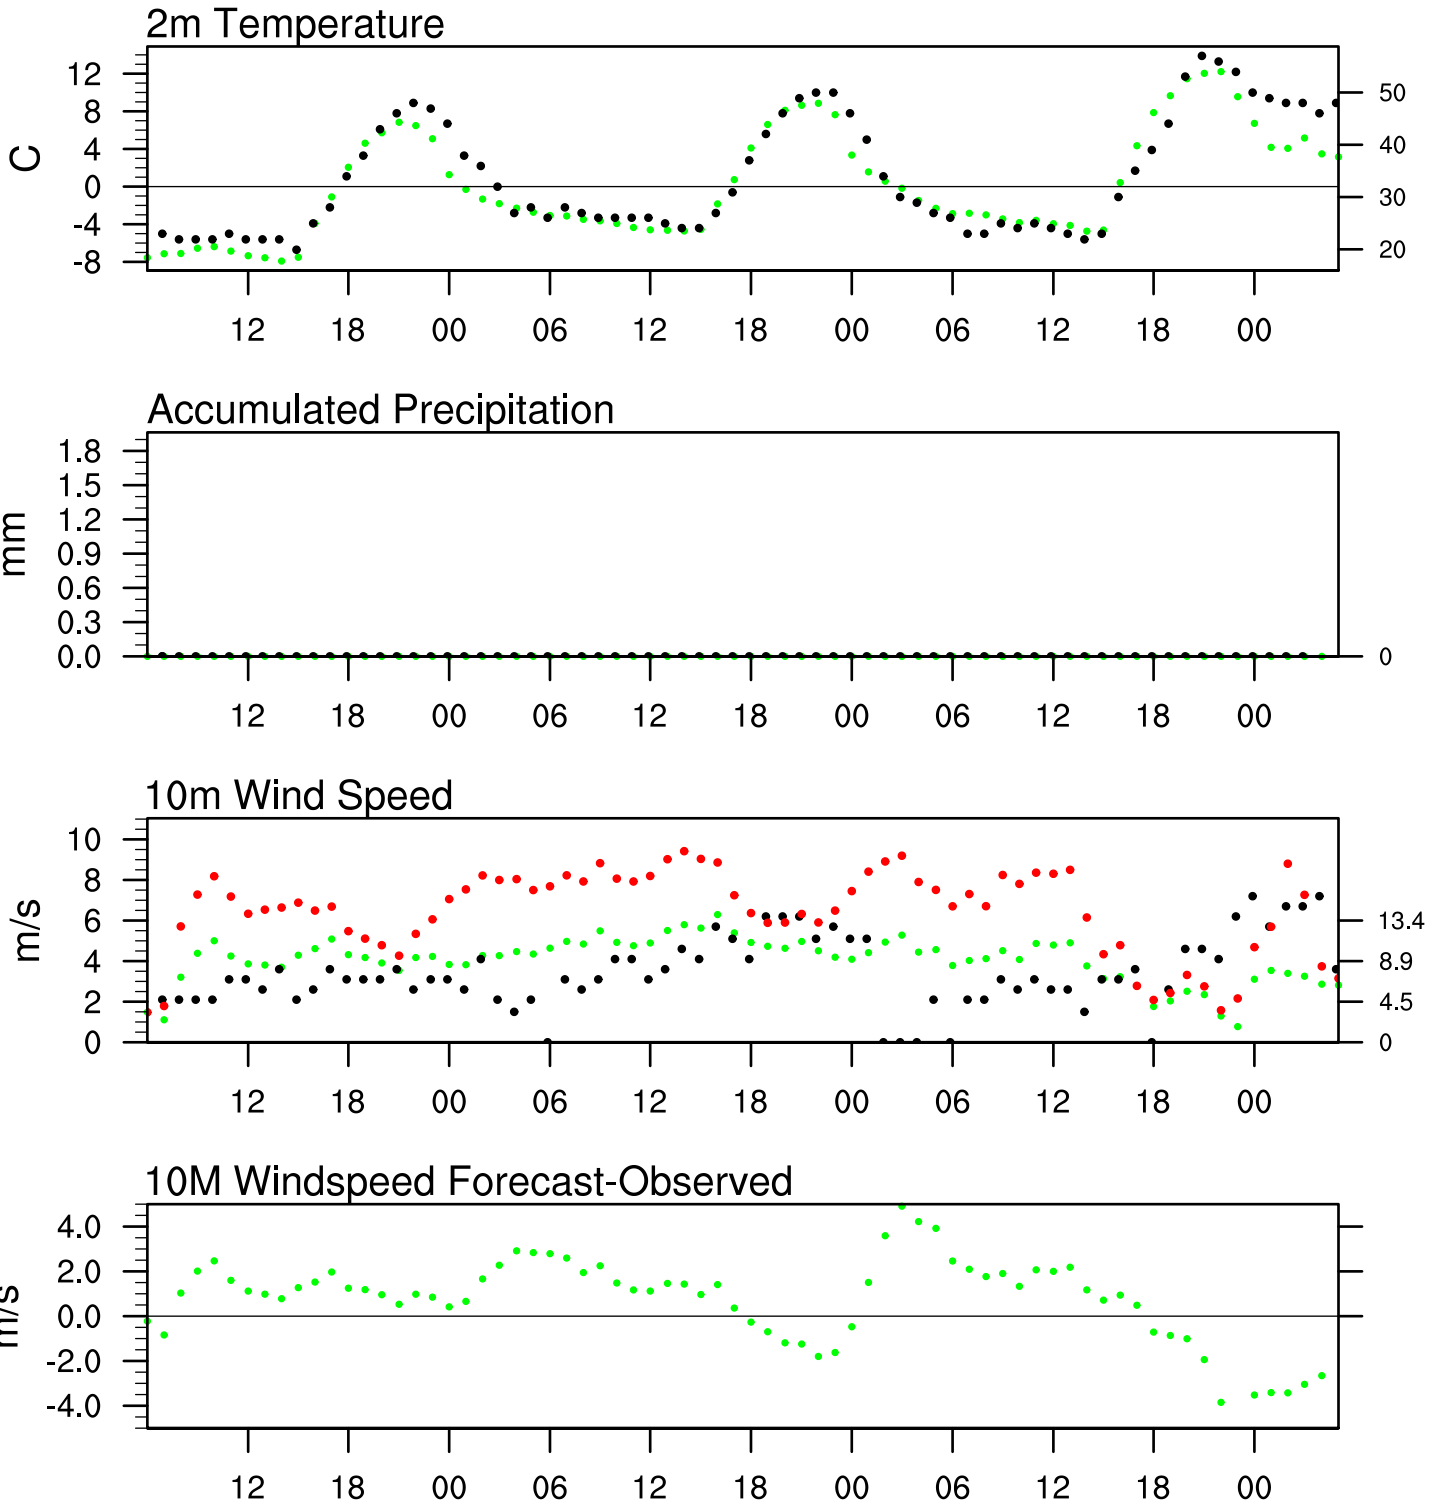 2m Temperature
12
8
4
0
-4
-8
C
50
40
30
20
12 18 00 06 12 18 00 06 12 18 00
Accumulated Precipitation
1.8
1.5
1.2
0.9
0.6
0.3
0.0
mm
0
12 18 00 06 12 18 00 06 12 18 00
10m Wind Speed
10
8
6
4
2
0
m/s
13.4
8.9
4.5
0
12 18 00 06 12 18 00 06 12 18 00
10M Windspeed Forecast-Observed
4.0
2.0
0.0
-2.0
-4.0
m/s
12 18 00 06 12 18 00 06 12 18 00